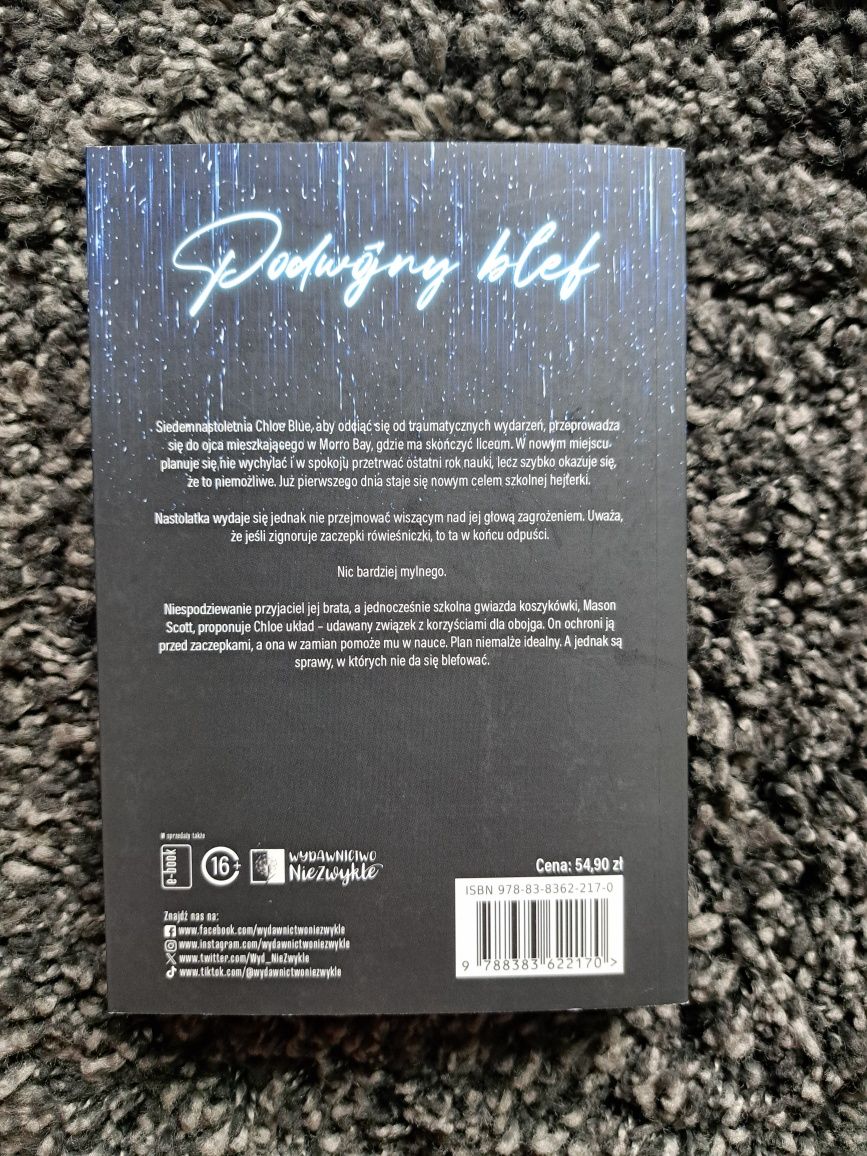 Podwójny blef
Siedemnastoletnia Chloe Blue, aby odciąć się od traumatycznych wydarzeń, przeprowadza
się do ojca mieszkającego w Morro Bay, gdzie ma skończyć liceum. W nowym miejscu
planuje się nie wychylać i w spokoju przetrwać ostatni rok nauki, lecz szybko okazuje się,
że to niemożliwe. Już pierwszego dnia staje się nowym celem szkolnej hejterki.
Nastolatka wydaje się jednak nie przejmować wiszącym nad jej głową zagrożeniem. Uważa,
że jeśli zignoruje zaczepki rówieśniczki, to ta w końcu odpuści.
Nic bardziej mylnego.
Niespodziewanie przyjaciel jej brata, a jednocześnie szkolna gwiazda koszykówki, Mason
Scott, proponuje Chloe układ – udawany związek z korzyściami dla obojga. On ochroni ją
przed zaczepkami, a ona w zamian pomoże mu w nauce. Plan niemalże idealny. A jednak są
sprawy, w których nie da się blefować.
W sprzedaży także
e-book
16+
WYDAWNICTWO
NieZwykłe
Cena: 54,90 zł
ISBN 978-83-8362-217-0
9 788383 622170 >
Znajdź nas na:
www.facebook.com/wydawnictwoniezwykle
www.instagram.com/wydawnictwoniezwykle
www.twitter.com/Wyd_NieZwykle
www.tiktok.com/@wydawnictwoniezwykle